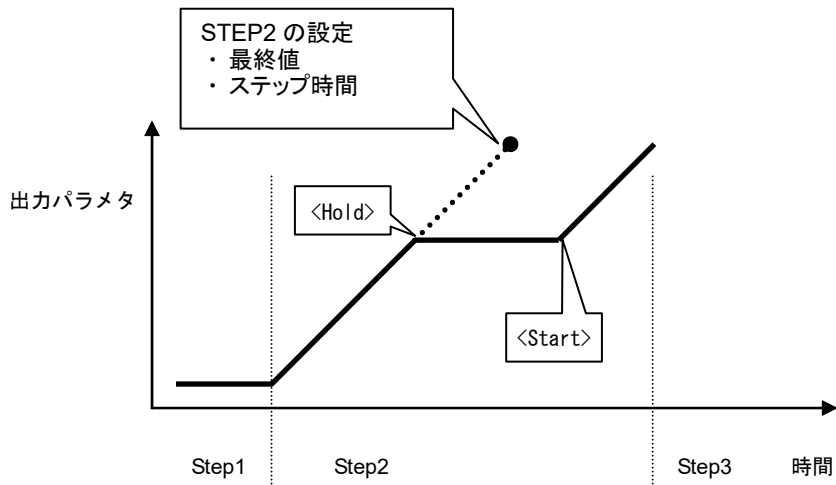 STEP2 の設定
・ 最終値
・ ステップ時間
出力パラメタ
<Hold>
<Start>
Step1
Step2
Step3
時間